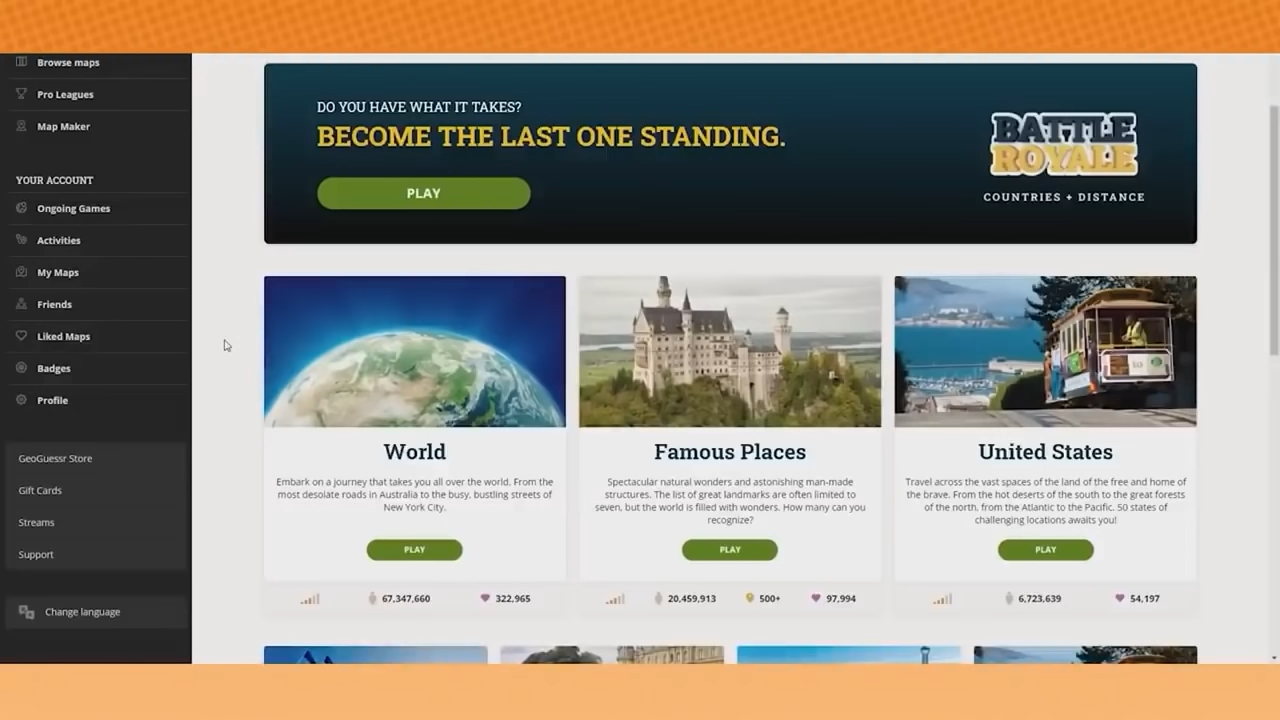 Browse maps
Pro Leagues
Map Maker
YOUR ACCOUNT
Ongoing Games
Activities
My Maps
Friends
Liked Maps
Badges
Profile
GeoGuessr Store
Gift Cards
Streams
Support
Change language
DO YOU HAVE WHAT IT TAKES?
BECOME THE LAST ONE STANDING.
PLAY
BATTLE
ROYALE
COUNTRIES + DISTANCE
World
Embark on a journey that takes you all over the world. From the
most desolate roads in Australia to the busy, bustling streets of
New York City.
PLAY
67,347,660 322,965
Famous Places
Spectacular natural wonders and astonishing man-made
structures. The list of great landmarks are often limited to
seven, but the world is filled with wonders. How many can you
recognize?
PLAY
20,459,913 500+ 97,994
United States
Travel across the vast spaces of the land of the free and home of
the brave. From the hot deserts of the south to the great forests
of the north, from the Atlantic to the Pacific. 50 states of
challenging locations awaits you!
PLAY
6,723,639 54,197